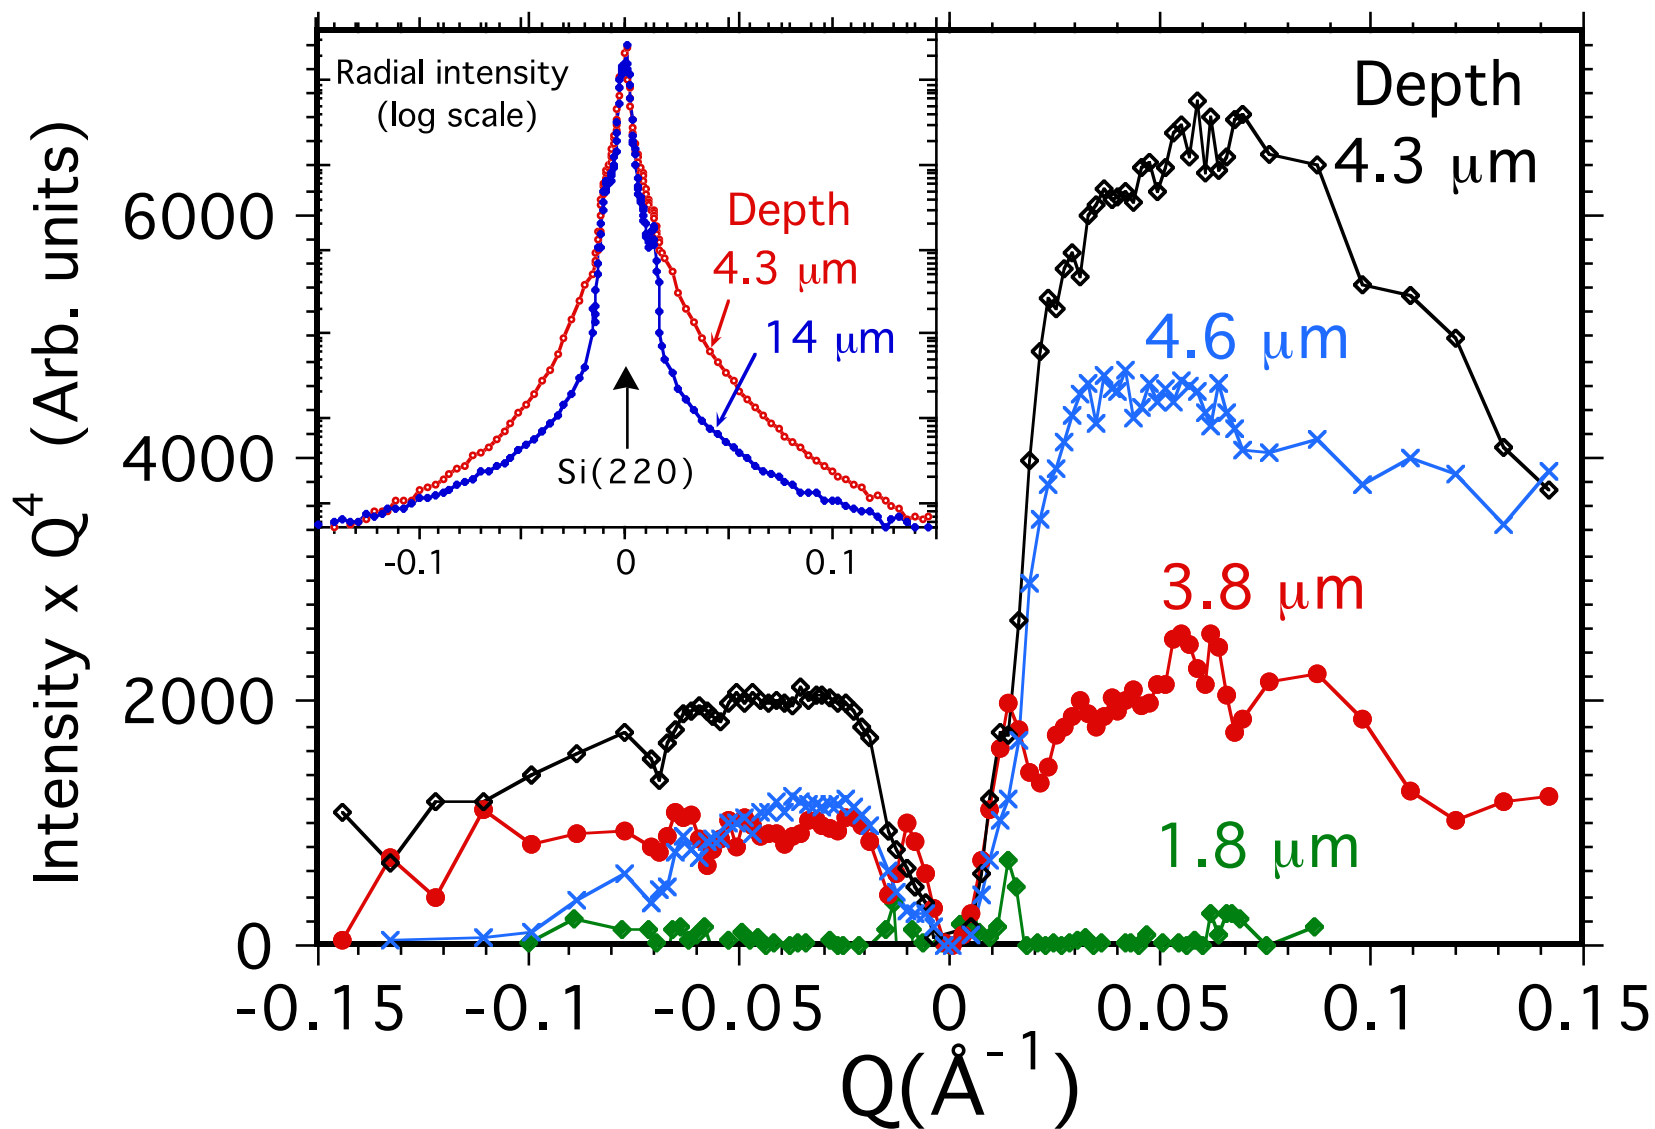 Radial intensity
(log scale)
Depth
4.3 μm
14 μm
Si(220)
-0.1
0
0.1
Depth
4.3 μm
4.6 μm
3.8 μm
1.8 μm
Intensity x Q⁴ (Arb. units)
6000
4000
2000
0
-0.15
-0.1
-0.05
0
0.05
0.1
0.15
Q(Å⁻¹)